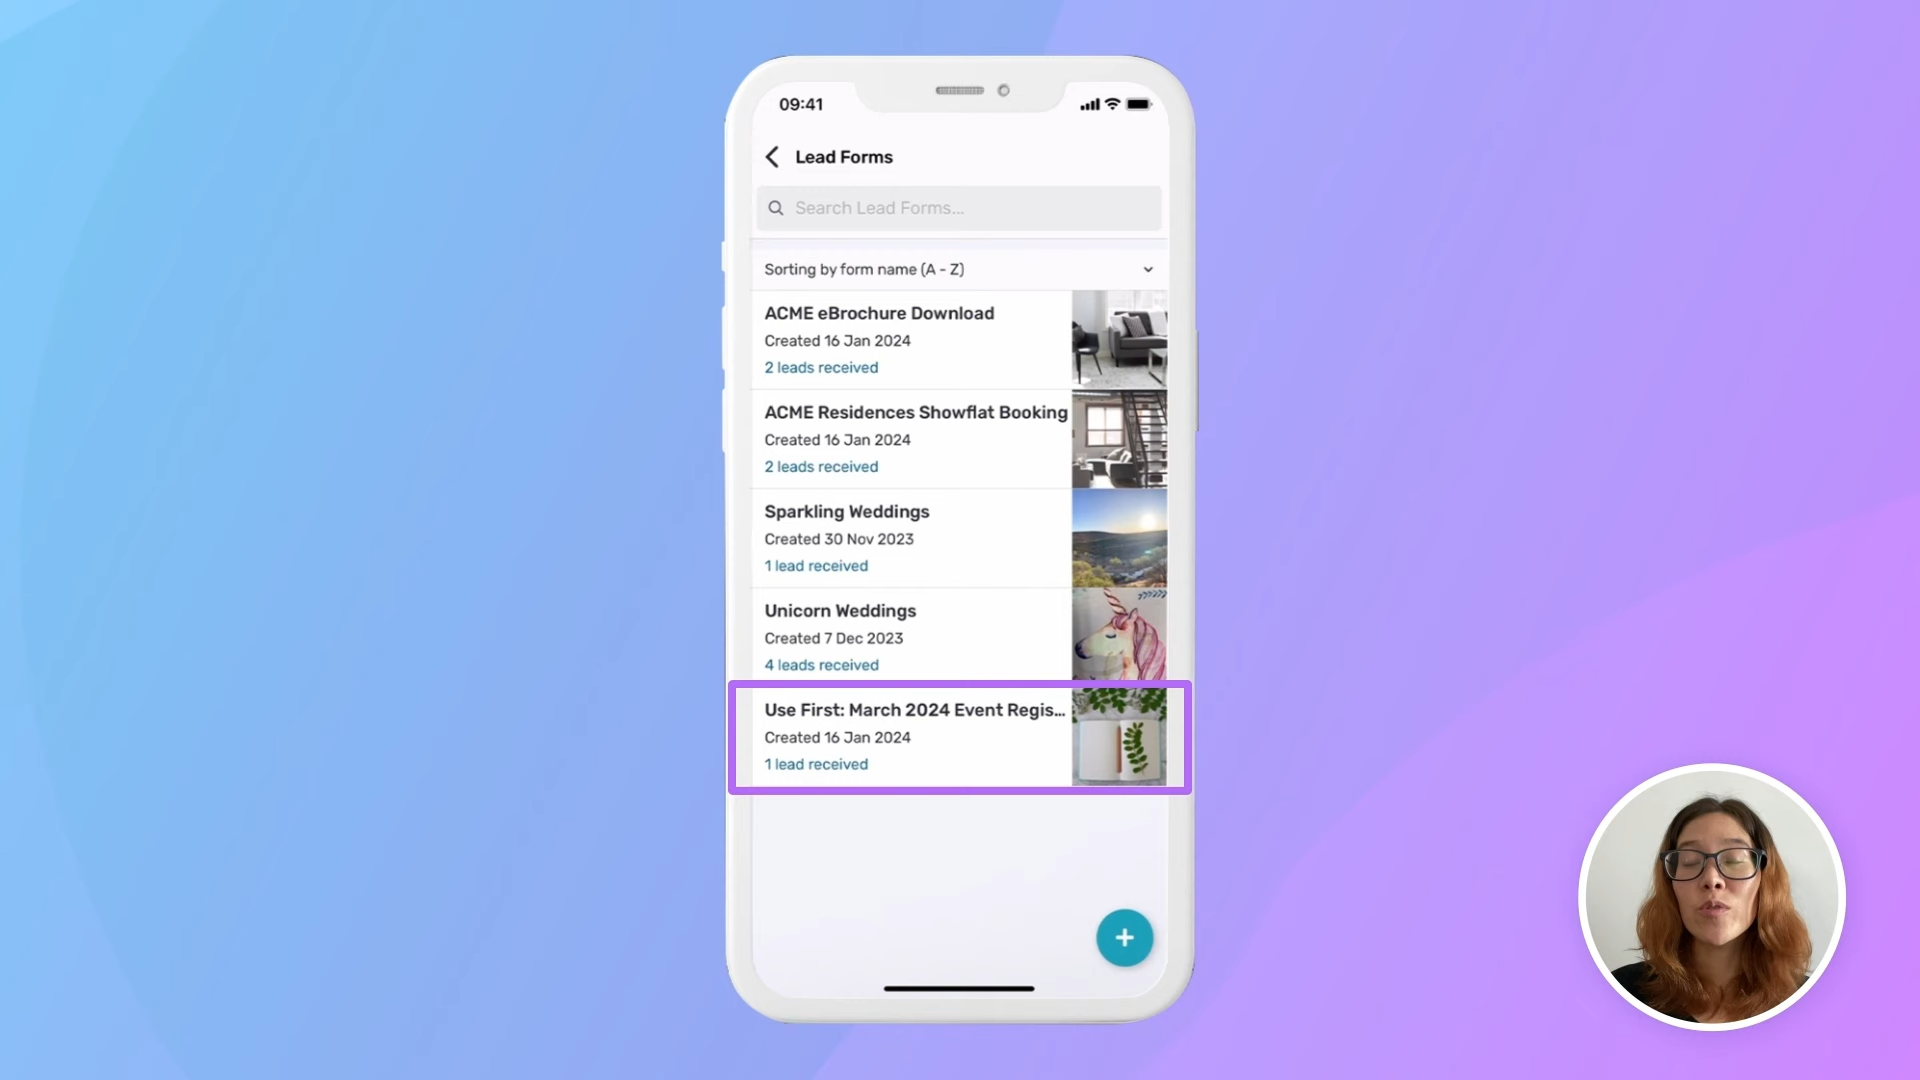 09:41
Lead Forms
Search Lead Forms...
Sorting by form name (A - Z)
ACME eBrochure Download
Created 16 Jan 2024
2 leads received
ACME Residences Showflat Booking
Created 16 Jan 2024
2 leads received
Sparkling Weddings
Created 30 Nov 2023
1 lead received
Unicorn Weddings
Created 7 Dec 2023
4 leads received
Use First: March 2024 Event Regis...
Created 16 Jan 2024
1 lead received